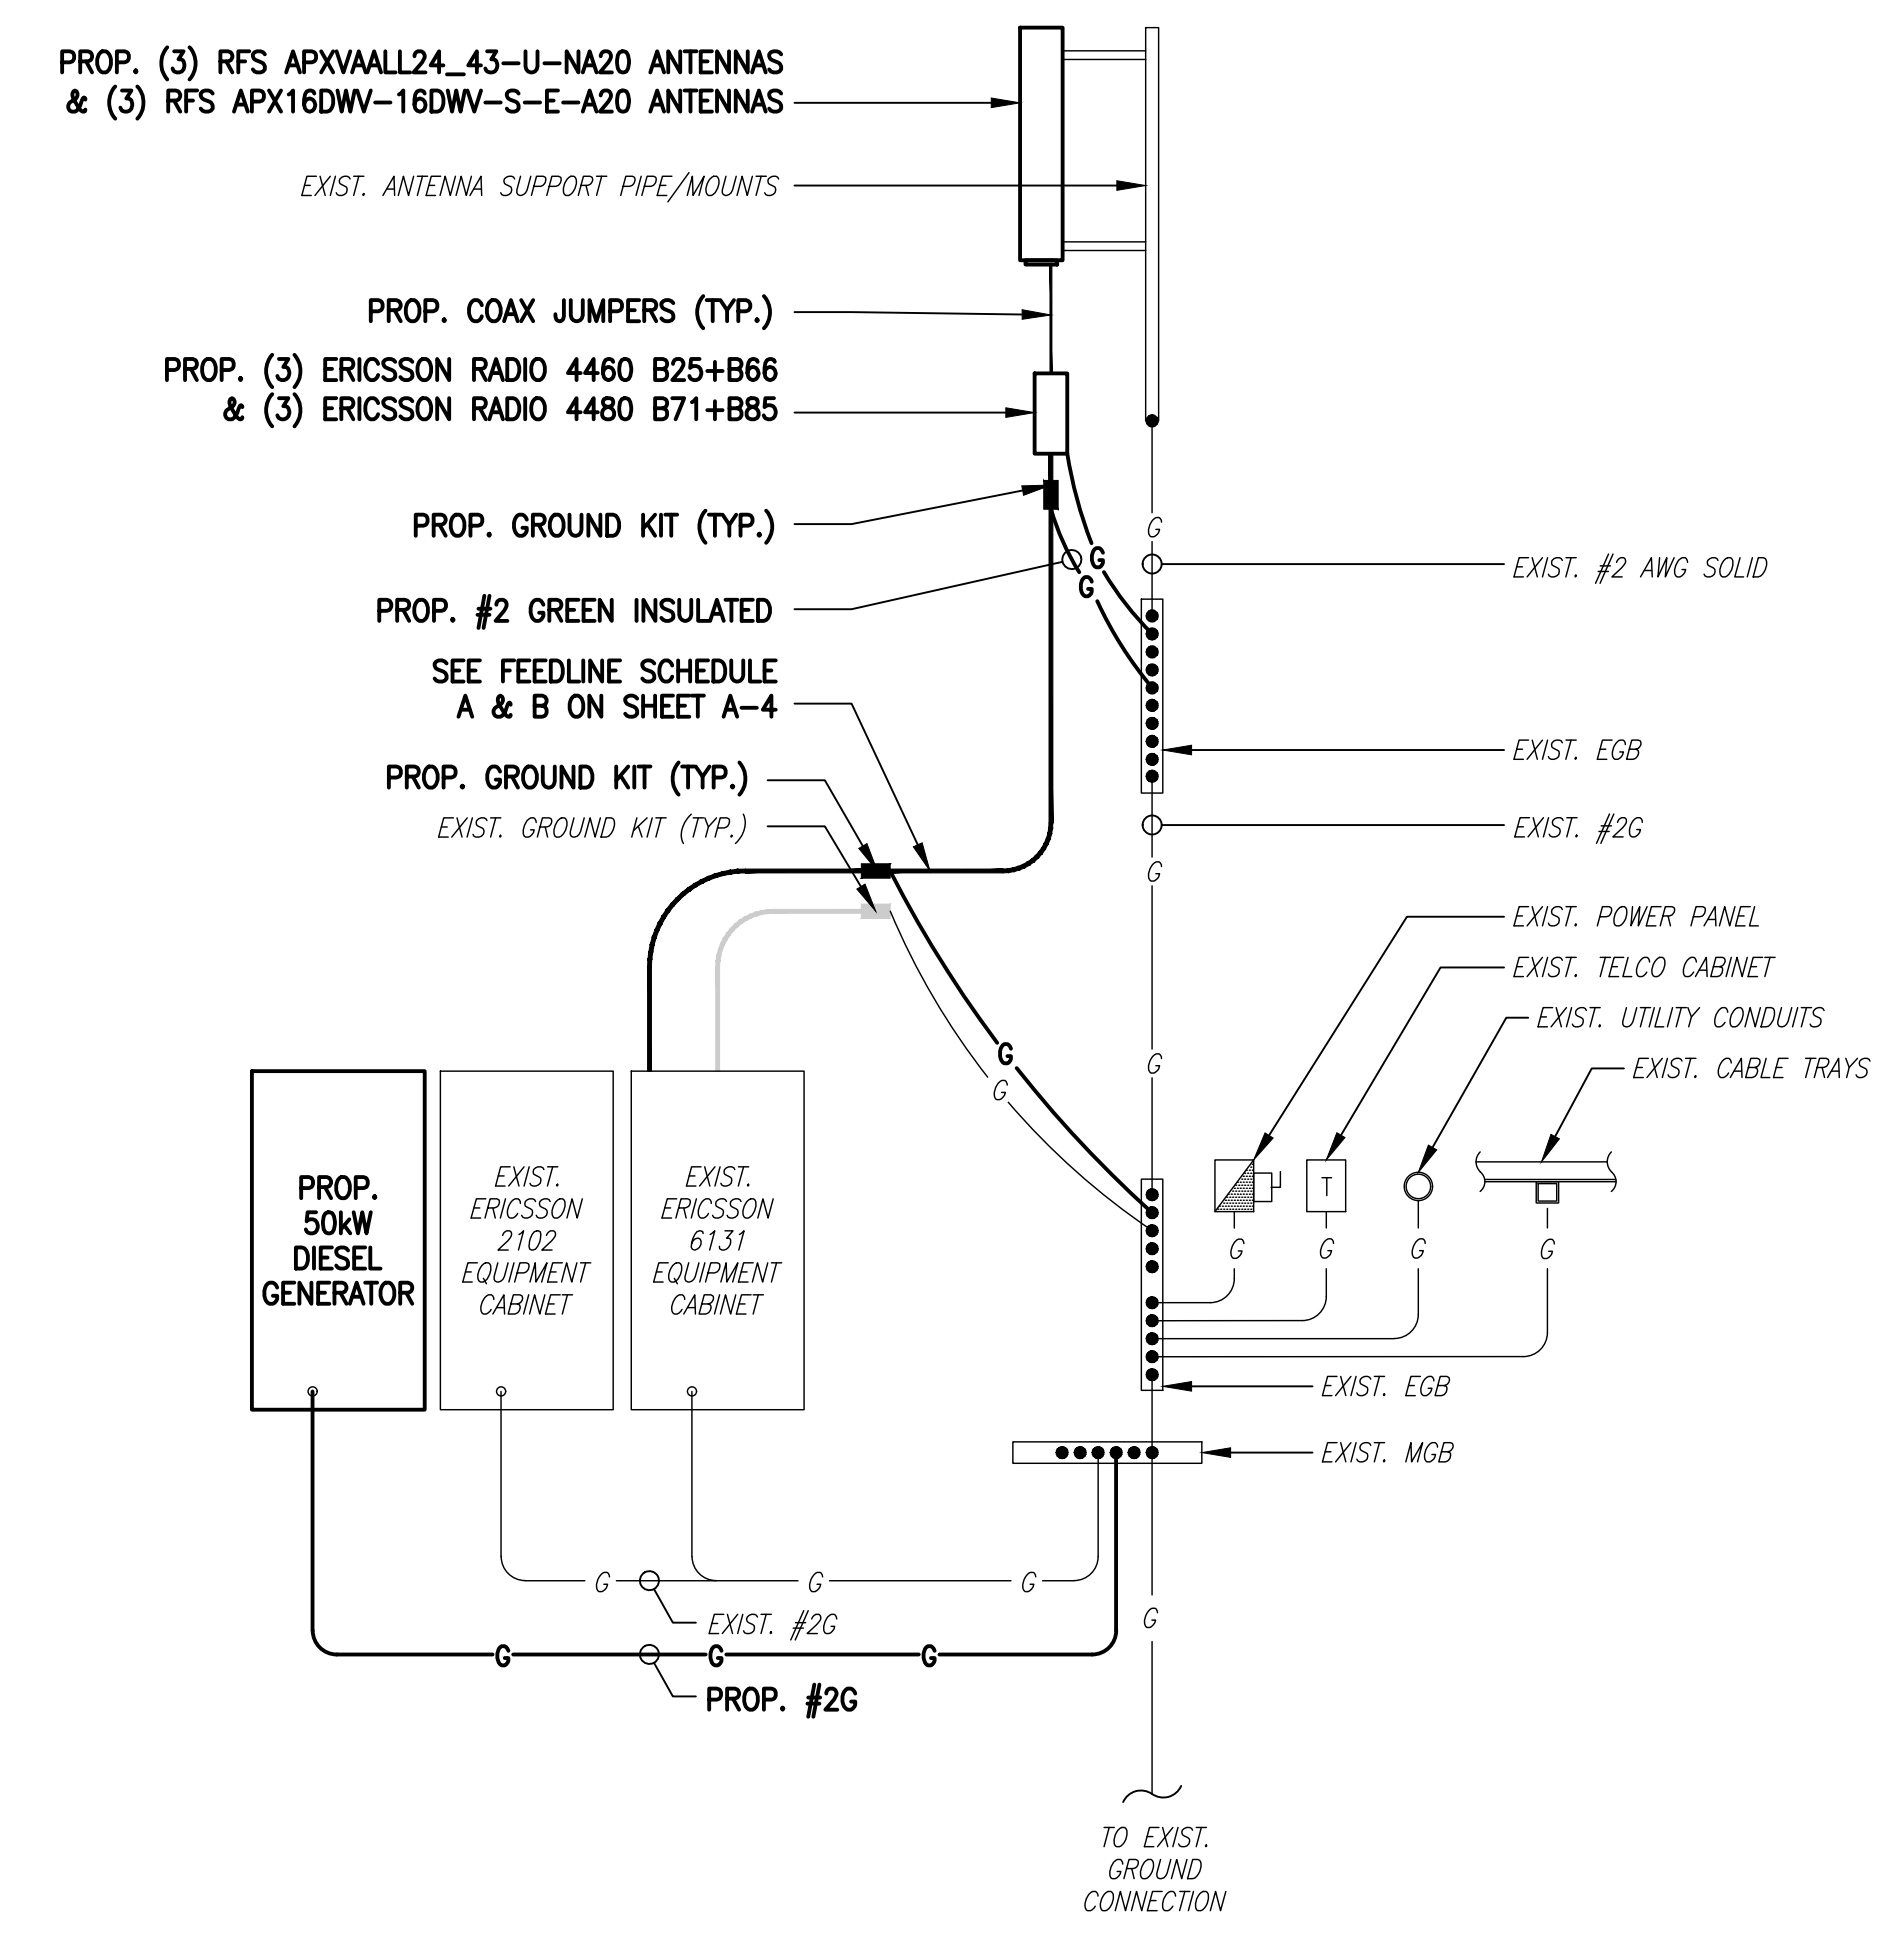 PROP. (3) RFS APXVAALL24_43-U-NA20 ANTENNAS
& (3) RFS APX16DWV-16DWV-S-E-A20 ANTENNAS
EXIST. ANTENNA SUPPORT PIPE/MOUNTS
PROP. COAX JUMPERS (TYP.)
PROP. (3) ERICSSON RADIO 4460 B25+B66
& (3) ERICSSON RADIO 4480 B71+B85
PROP. GROUND KIT (TYP.)
G
G
G
EXIST. #2 AWG SOLID
PROP. #2 GREEN INSULATED
SEE FEEDLINE SCHEDULE
A & B ON SHEET A-4
EXIST. EGB
PROP. GROUND KIT (TYP.)
EXIST. GROUND KIT (TYP.)
EXIST. #2G
G
EXIST. POWER PANEL
EXIST. TELCO CABINET
EXIST. UTILITY CONDUITS
EXIST. CABLE TRAYS
G
G
G
PROP.
50kW
DIESEL
GENERATOR
EXIST.
ERICSSON
2102
EQUIPMENT
CABINET
EXIST.
ERICSSON
6131
EQUIPMENT
CABINET
T
G
G
G
G
EXIST. EGB
EXIST. MGB
G
G
G
EXIST. #2G
G
G
G
G
PROP. #2G
TO EXIST.
GROUND
CONNECTION